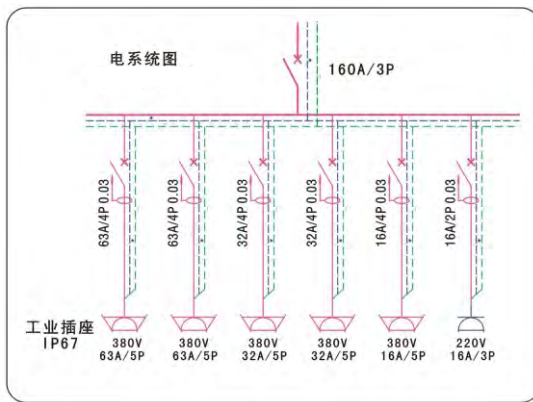 电系统图
160A/3P
63A/4P 0.03
63A/4P 0.03
32A/4P 0.03
32A/4P 0.03
16A/4P 0.03
16A/2P 0.03
工业插座
IP67
380V
63A/5P
380V
63A/5P
380V
32A/5P
380V
32A/5P
380V
16A/5P
220V
16A/3P